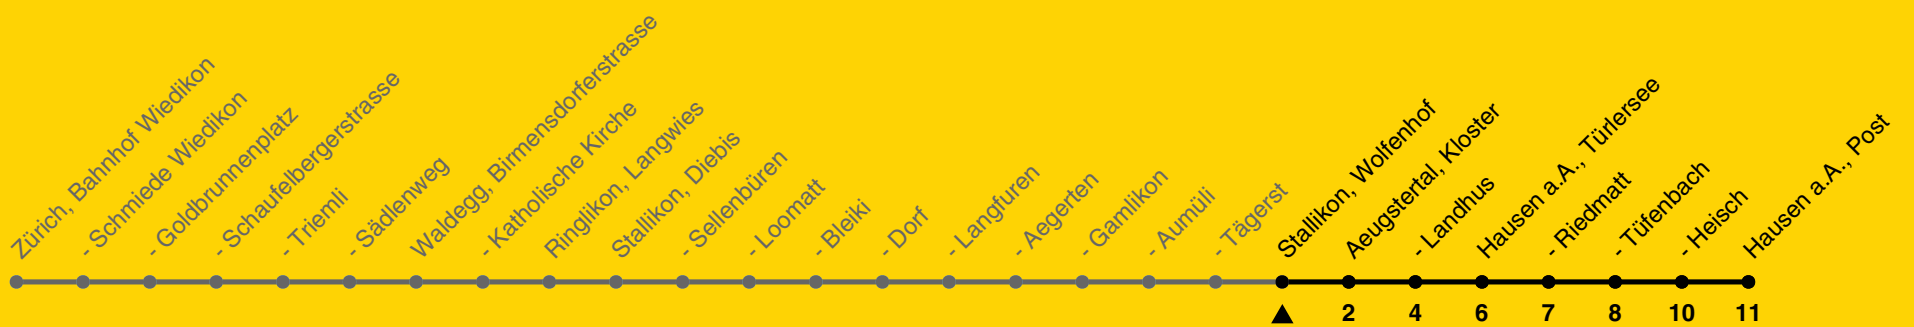 Zürich, Bahnhof Wiedikon
- Schmiede Wiedikon
- Goldbrunnenplatz
- Schaufelbergerstrasse
- Triemli
- Sädlenweg
Waldegg, Birmensdorferstrasse
- Katholische Kirche
Ringlikon, Langwies
Stallikon, Diebis
- Sellenbüren
- Loomatt
- Bleiki
- Dorf
- Langfuren
- Aegerten
- Gamlikon
- Aumüli
- Tägerst
Stallikon, Wolfenhof
Aeugstertal, Kloster
- Landhus
Hausen a.A., Türlersee
- Riedmatt
- Tüfenbach
- Heisch
Hausen a.A., Post
2 4 6 7 8 10 11